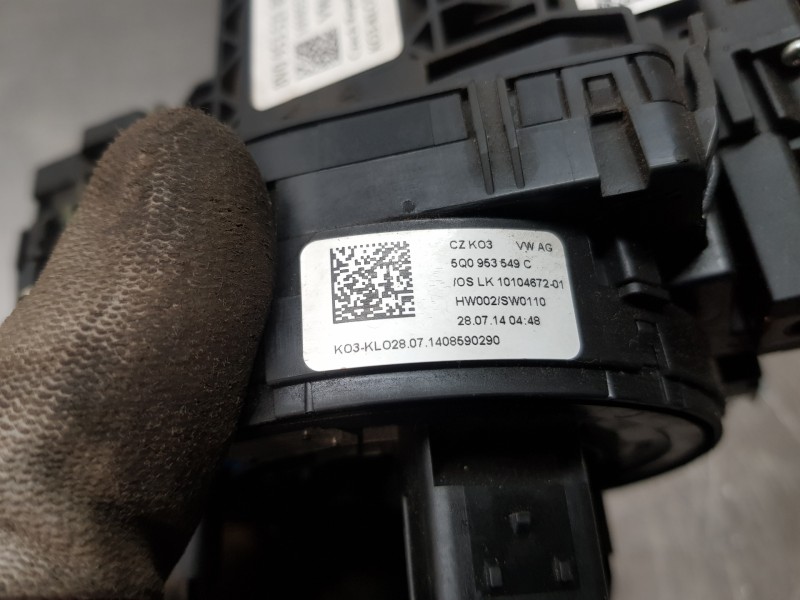 CZ K03 VW AG
5Q0 953 549 C
/OS LK 10104672-01
HW002/SW0110
28.07.14 04:48
K03-KLO28.07.1408590290